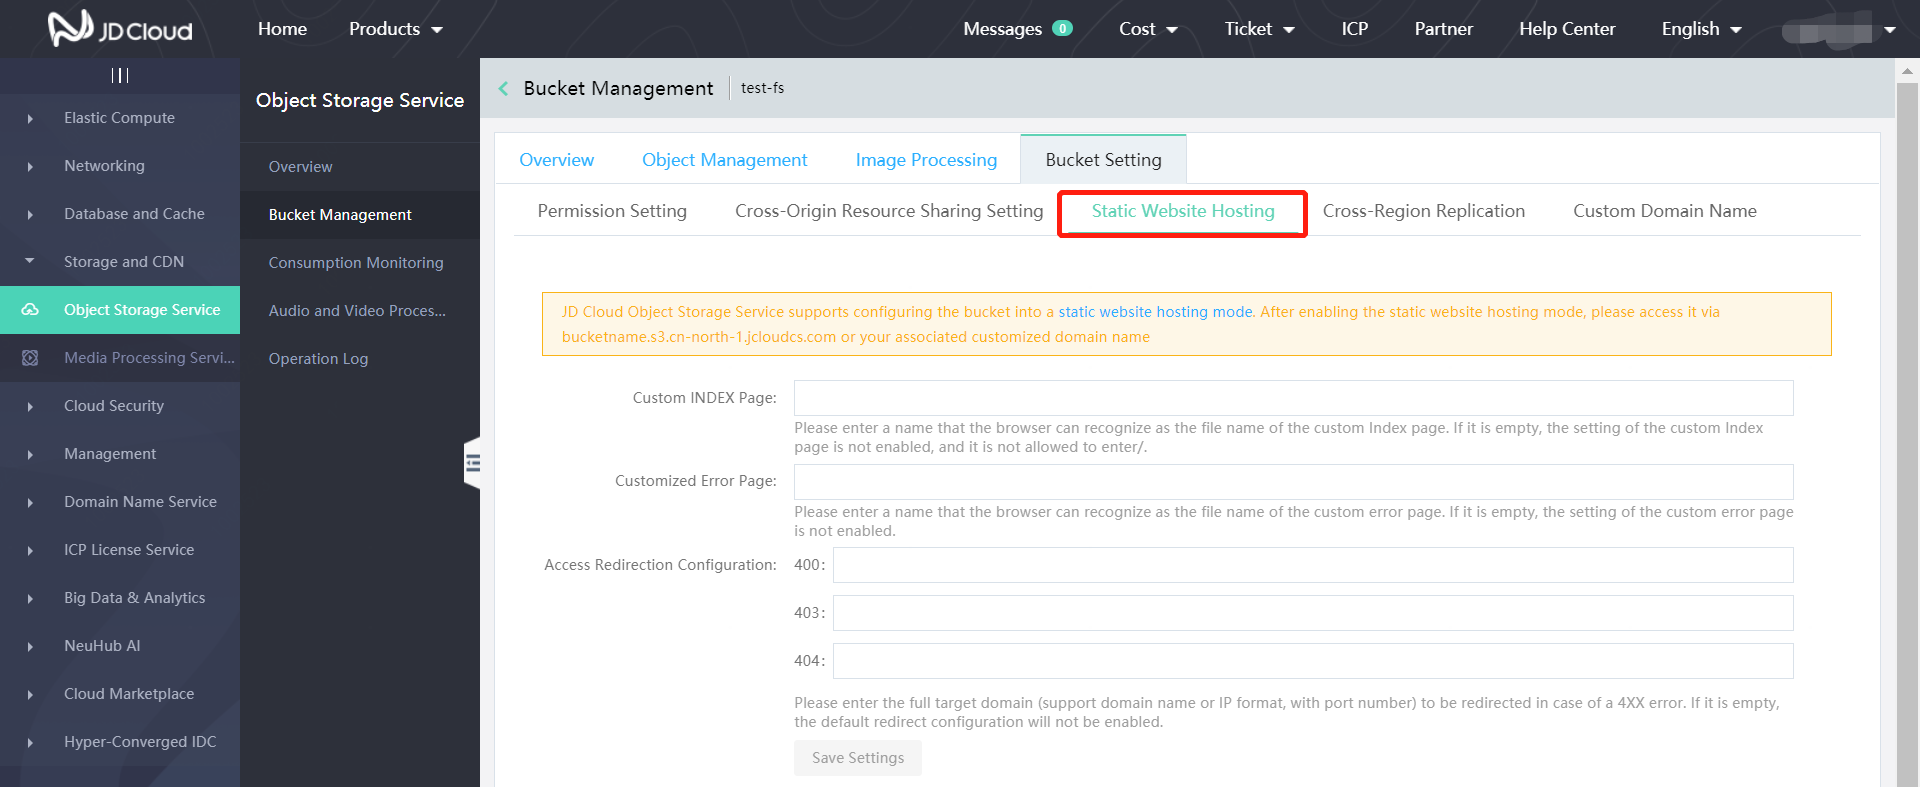 JD Cloud
Home
Products
Messages 0
Cost
Ticket
ICP
Partner
Help Center
English
Elastic Compute
Networking
Database and Cache
Storage and CDN
Object Storage Service
Media Processing Servi...
Cloud Security
Management
Domain Name Service
ICP License Service
Big Data & Analytics
NeuHub AI
Cloud Marketplace
Hyper-Converged IDC
Object Storage Service
Overview
Bucket Management
Consumption Monitoring
Audio and Video Proces...
Operation Log
Bucket Management
test-fs
Overview
Object Management
Image Processing
Bucket Setting
Permission Setting
Cross-Origin Resource Sharing Setting
Static Website Hosting
Cross-Region Replication
Custom Domain Name
JD Cloud Object Storage Service supports configuring the bucket into a static website hosting mode. After enabling the static website hosting mode, please access it via
bucketname.s3.cn-north-1.jcloudcs.com or your associated customized domain name
Custom INDEX Page:
Please enter a name that the browser can recognize as the file name of the custom Index page. If it is empty, the setting of the custom Index
page is not enabled, and it is not allowed to enter/.
Customized Error Page:
Please enter a name that the browser can recognize as the file name of the custom error page. If it is empty, the setting of the custom error page
is not enabled.
Access Redirection Configuration:
400:
403:
404:
Please enter the full target domain (support domain name or IP format, with port number) to be redirected in case of a 4XX error. If it is empty,
the default redirect configuration will not be enabled.
Save Settings